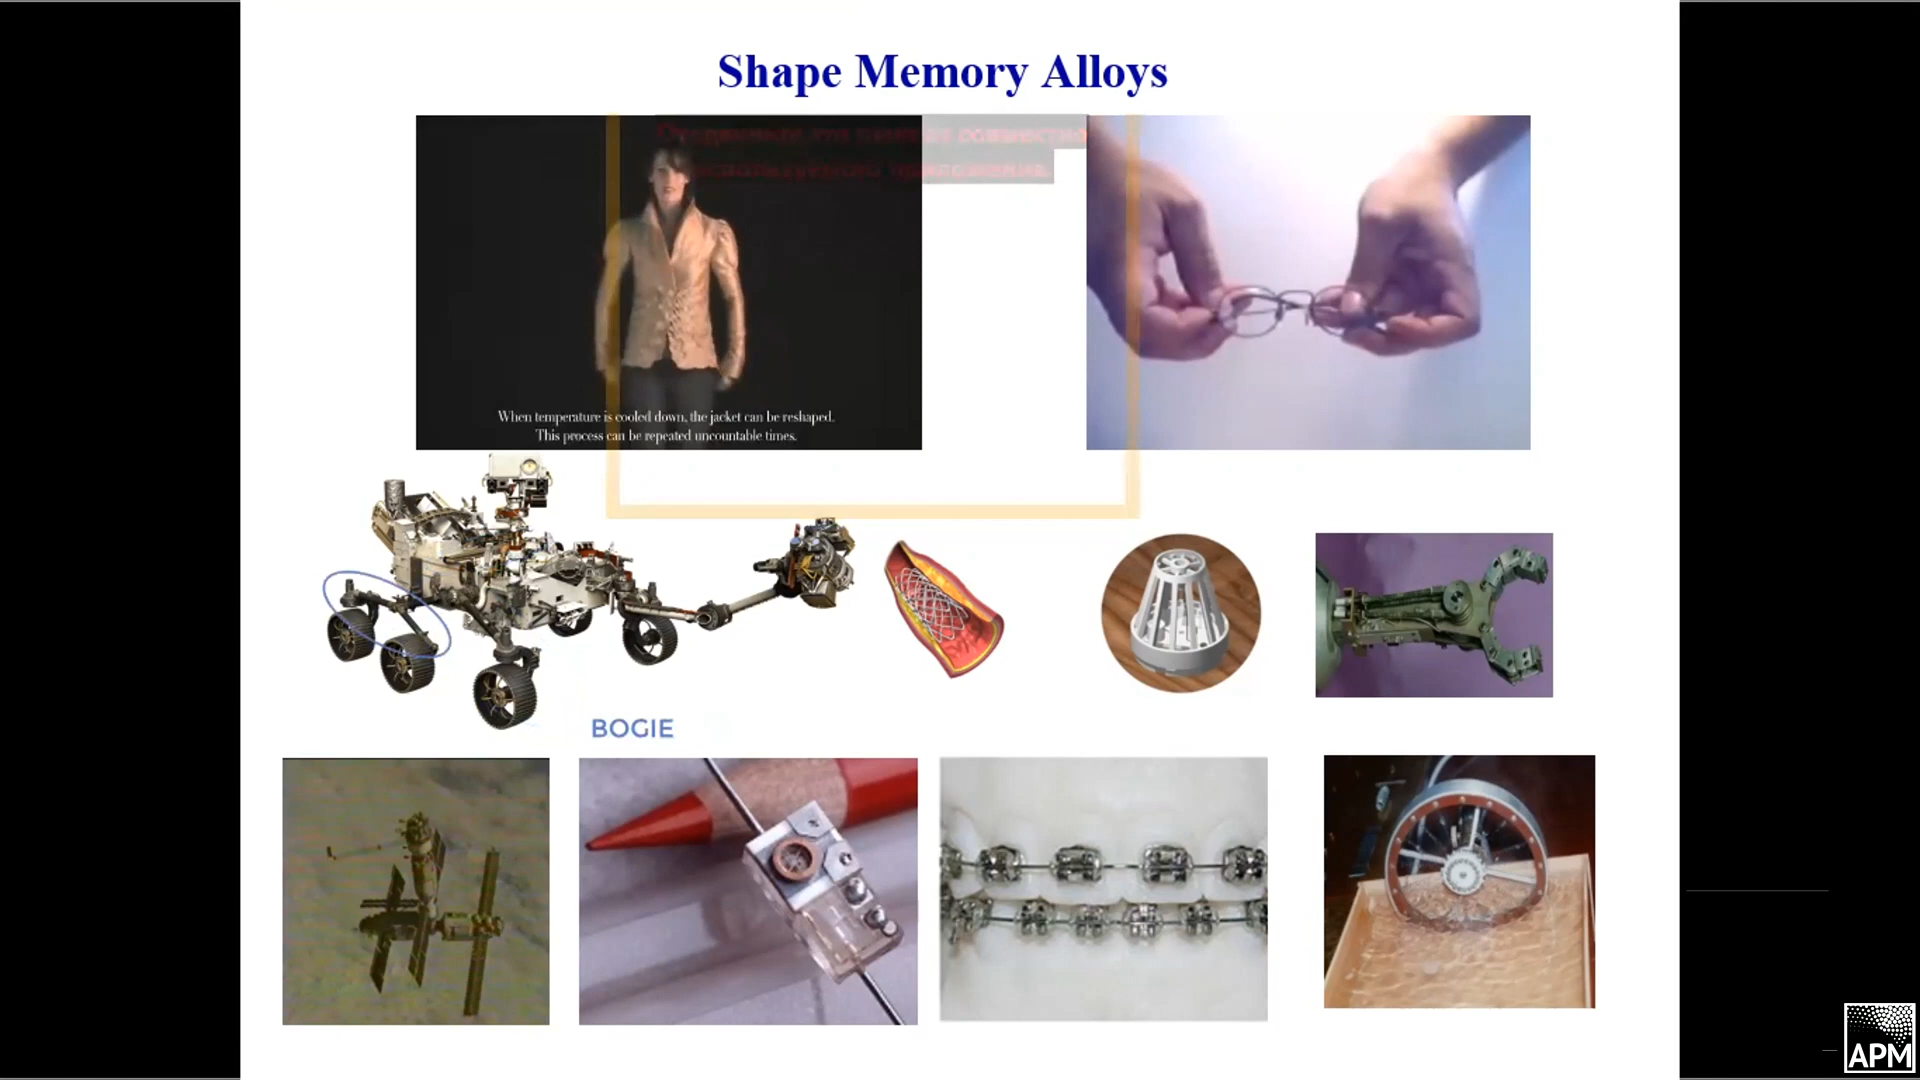 Shape Memory Alloys
When temperature is cooled down, the jacket can be reshaped.
This process can be repeated uncountable times.
BOGIE
APM